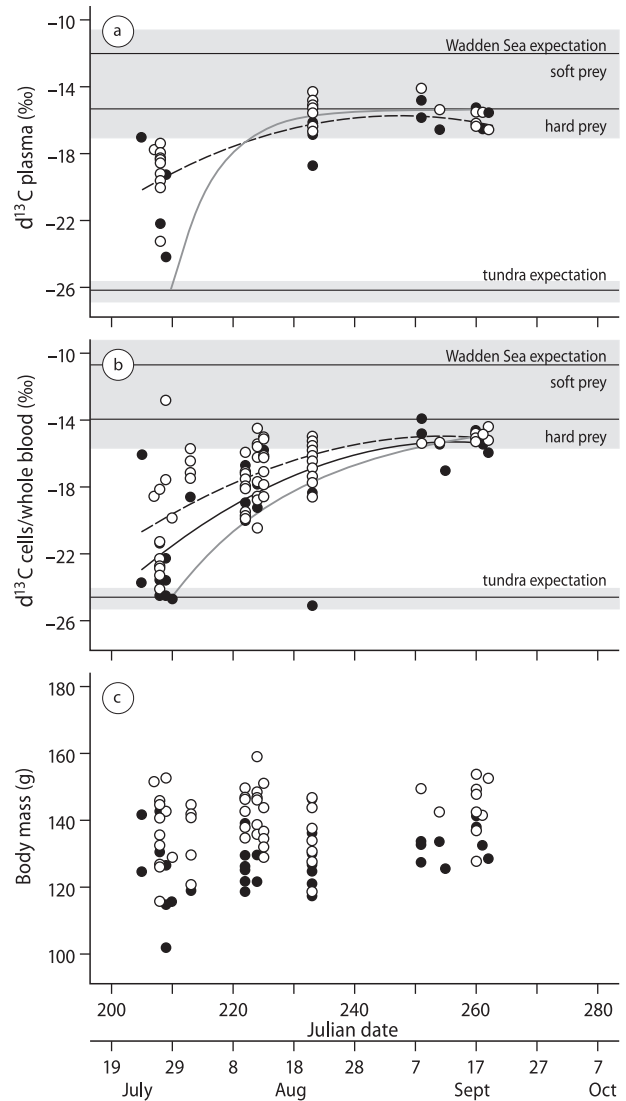 a
−10
−14
−18
−22
−26
d¹³C plasma (‰)
Wadden Sea expectation
soft prey
hard prey
tundra expectation
b
−10
−14
−18
−22
−26
d¹³C cells/whole blood (‰)
Wadden Sea expectation
soft prey
hard prey
tundra expectation
c
180
160
140
120
100
Body mass (g)
200 220 240 260 280
Julian date
19 29 8 18 28 7 17 27 7
July Aug Sept Oct